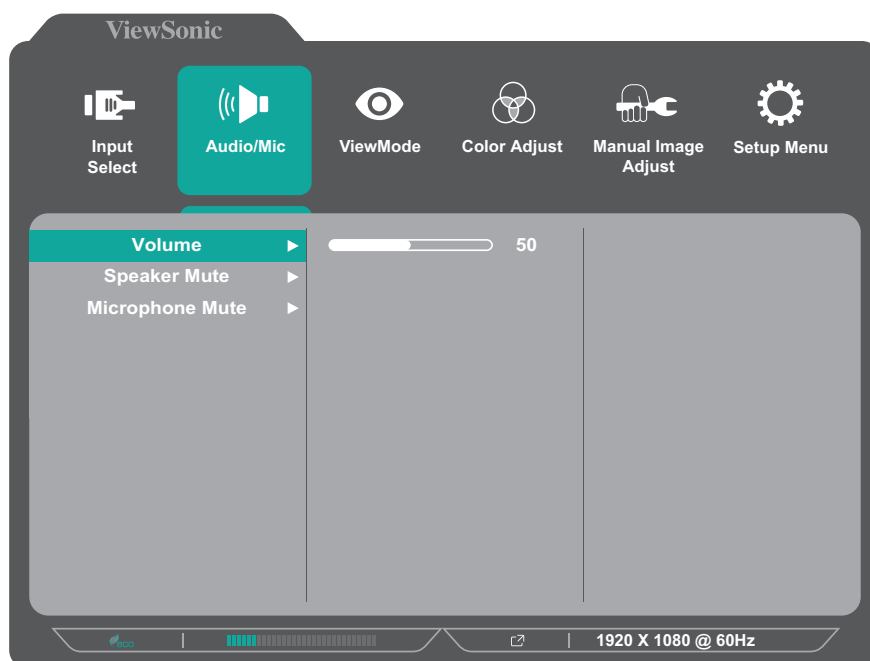 ViewSonic
Input
Select
Audio/Mic
ViewMode
Color Adjust
Manual Image
Adjust
Setup Menu
Volume
50
Speaker Mute
Microphone Mute
eco
1920 X 1080 @ 60Hz